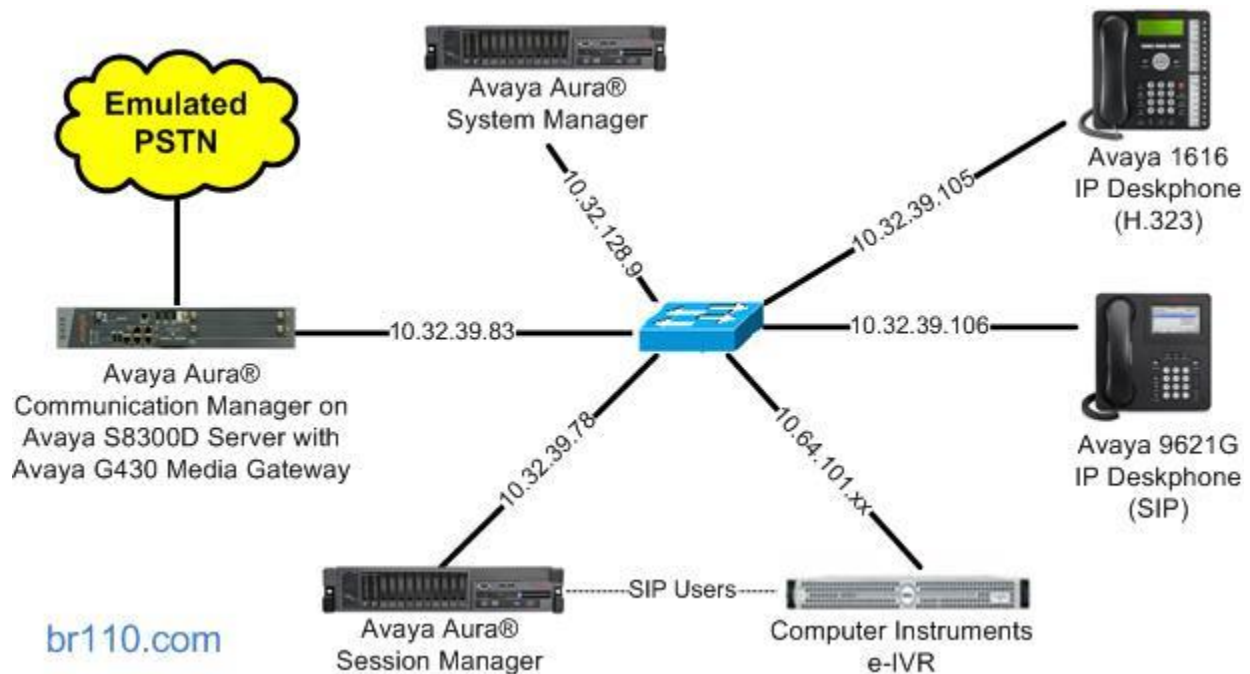 Emulated
PSTN
Avaya Aura®
System Manager
Avaya 1616
IP Deskphone
(H.323)
10.32.128.9
10.32.39.105
10.32.39.83
10.32.39.106
Avaya Aura®
Communication Manager on
Avaya S8300D Server with
Avaya G430 Media Gateway
Avaya 9621G
IP Deskphone
(SIP)
10.32.39.78
10.64.101.xx
SIP Users
Avaya Aura®
Session Manager
Computer Instruments
e-IVR
br110.com